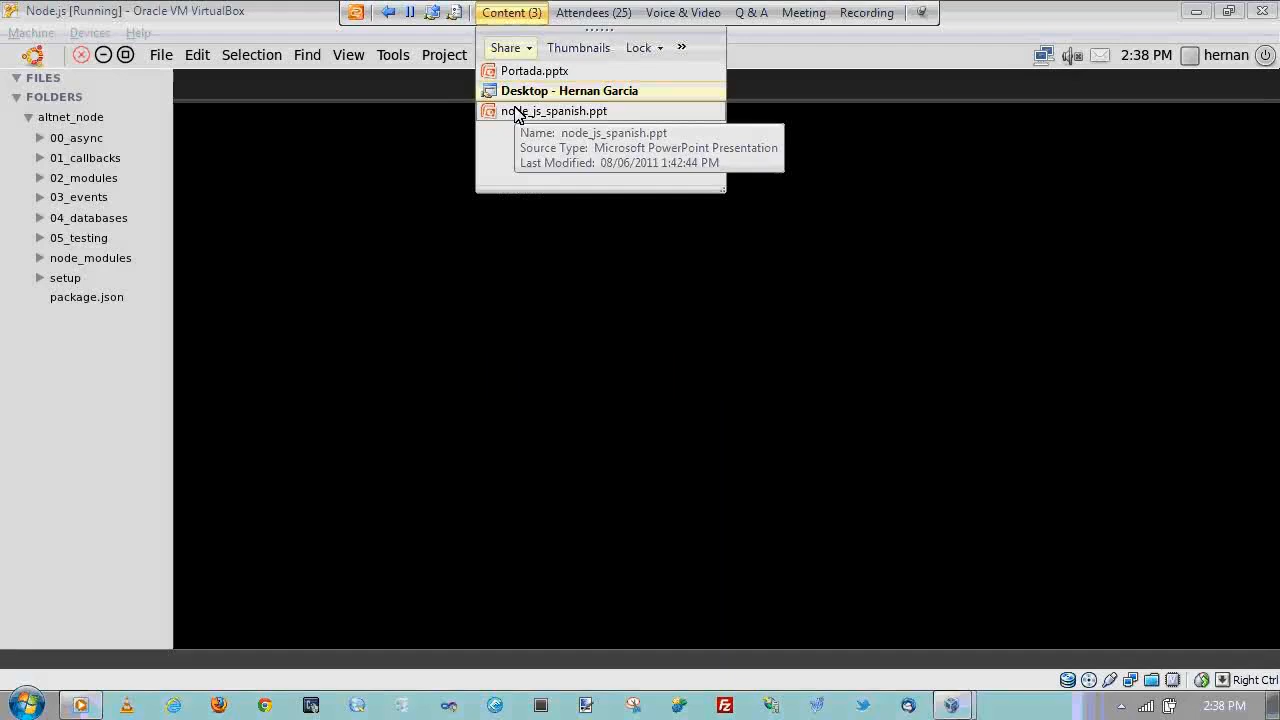 Node.js [Running] - Oracle VM VirtualBox
Content (3) Attendees (25) Voice & Video Q & A Meeting Recording
Machine Devices Help
File Edit Selection Find View Tools Project
Share Thumbnails Lock »
2:38 PM hernan
Portada.pptx
Desktop - Hernan Garcia
node_js_spanish.ppt
Name: node_js_spanish.ppt
Source Type: Microsoft PowerPoint Presentation
Last Modified: 08/06/2011 1:42:44 PM
FILES
FOLDERS
altnet_node
00_async
01_callbacks
02_modules
03_events
04_databases
05_testing
node_modules
setup
package.json
Right Ctrl
2:38 PM